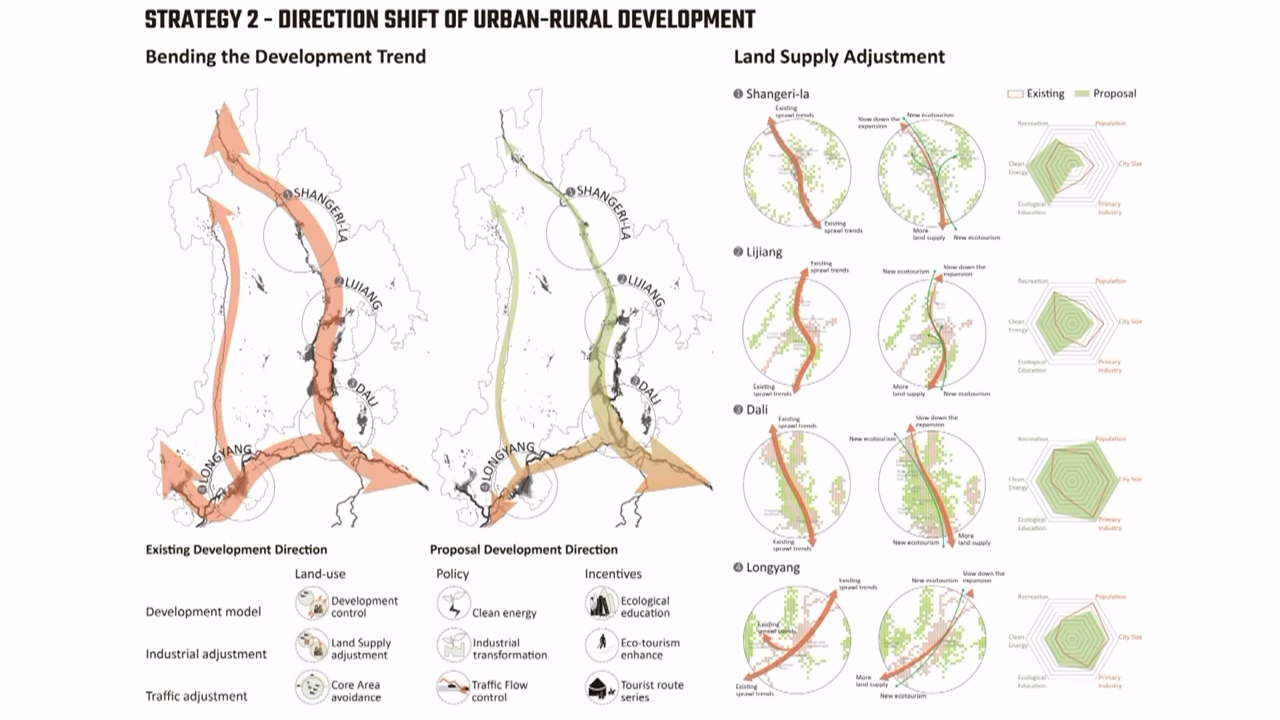 STRATEGY 2 - DIRECTION SHIFT OF URBAN-RURAL DEVELOPMENT
Bending the Development Trend
SHANGERI-LA
LIJIANG
DALI
LONGYANG
SHANGERI-LA
LIJIANG
DALI
LONGYANG
Existing Development Direction
Proposal Development Direction
Land-use
Policy
Incentives
Development model
Development
control
Clean energy
Ecological
education
Industrial adjustment
Land Supply
adjustment
Industrial
transformation
Eco-tourism
enhance
Traffic adjustment
Core Area
avoidance
Traffic Flow
control
Tourist route
series
Land Supply Adjustment
1 Shangeri-la
Existing
Proposal
Existing
sprawl trends
Existing
sprawl trends
Slow down the
expansion
New ecotourism
More
land supply
New ecotourism
Recreation
Population
Clean
Energy
City Size
Ecological
Education
Primary
Industry
2 Lijiang
Existing
sprawl trends
Existing
sprawl trends
New ecotourism
Slow down the
expansion
More
land supply
New ecotourism
Recreation
Population
Clean
Energy
City Size
Ecological
Education
Primary
Industry
3 Dali
Existing
sprawl trends
Existing
sprawl trends
New ecotourism
Slow down the
expansion
New ecotourism
More
land supply
Recreation
Population
Clean
Energy
City Size
Ecological
Education
Primary
Industry
4 Longyang
Existing
sprawl trends
Existing
sprawl trends
Existing
sprawl trends
New ecotourism
Slow down the
expansion
More
land supply
New ecotourism
Recreation
Population
Clean
Energy
City Size
Ecological
Education
Primary
Industry